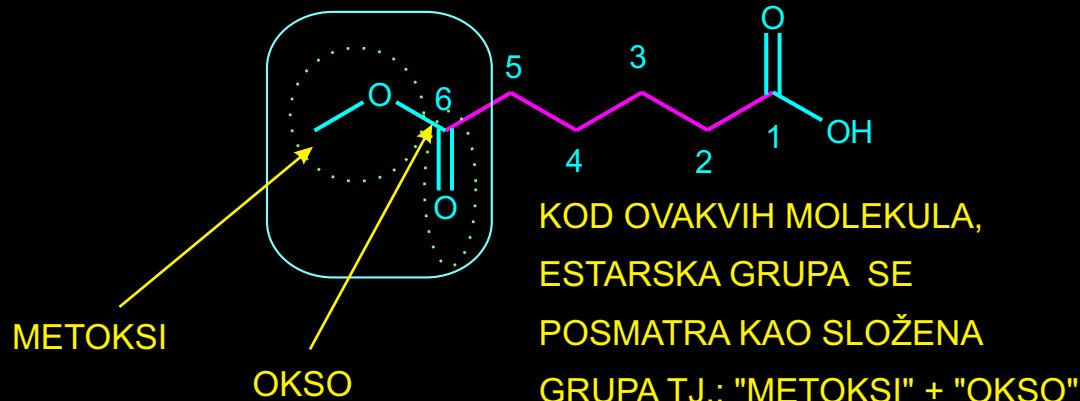 O
O
6
5
4
3
2
1
O
OH
O
KOD OVAKVIH MOLEKULA,
ESTARSKA GRUPA SE
POSMATRA KAO SLOŽENA
GRUPA TJ.: "METOKSI" + "OKSO"
METOKSI
OKSO